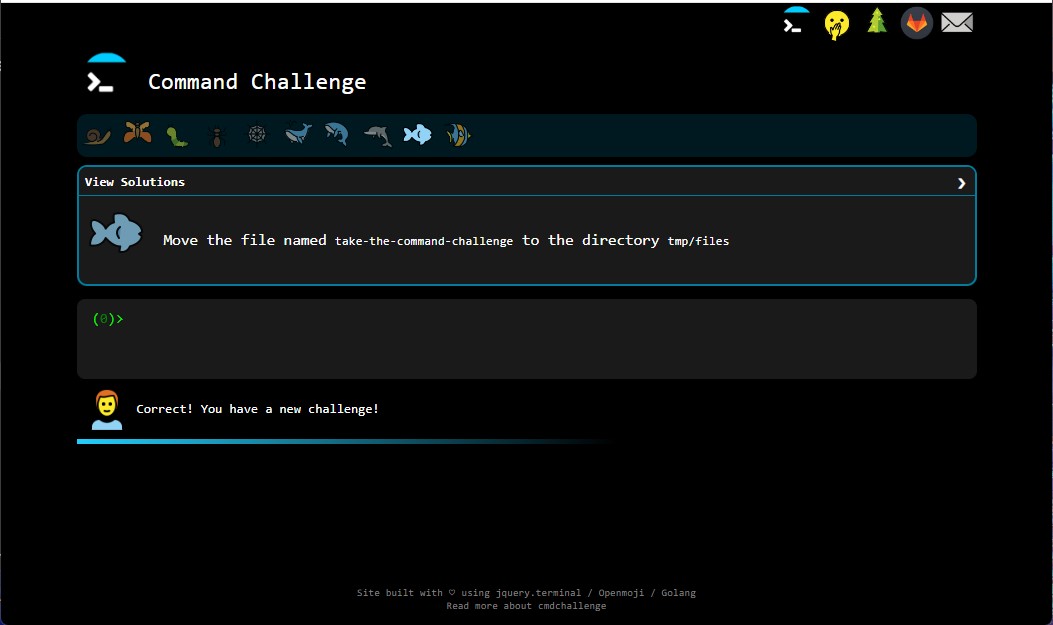 Command Challenge
View Solutions
Move the file named take-the-command-challenge to the directory tmp/files
(0)>
Correct! You have a new challenge!
Site built with ♡ using jquery.terminal / Openmoji / Golang
Read more about cmdchallenge